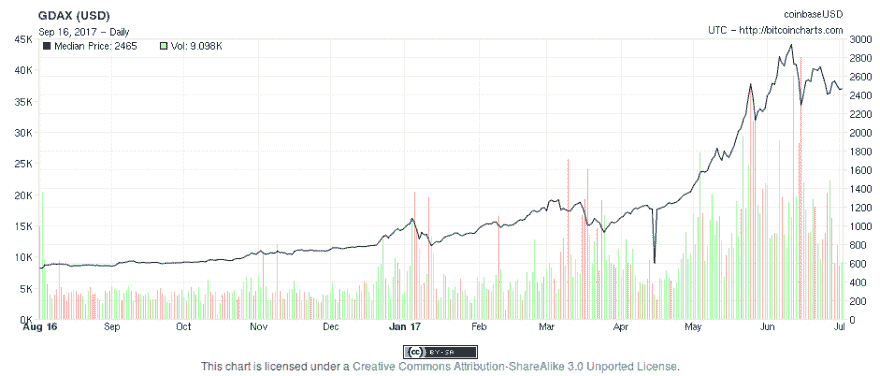 GDAX (USD)
coinbaseUSD
Sep 16, 2017 - Daily
UTC - http://bitcoincharts.com
Median Price: 2465 Vol: 9.098K
45K
40K
35K
30K
25K
20K
15K
10K
5K
0K
3000
2800
2600
2400
2200
2000
1800
1600
1400
1200
1000
800
600
400
200
0
Aug 16 Sep Oct Nov Dec Jan 17 Feb Mar Apr May Jun Jul
cc BY-SA
This chart is licensed under a Creative Commons Attribution-ShareAlike 3.0 Unported License.